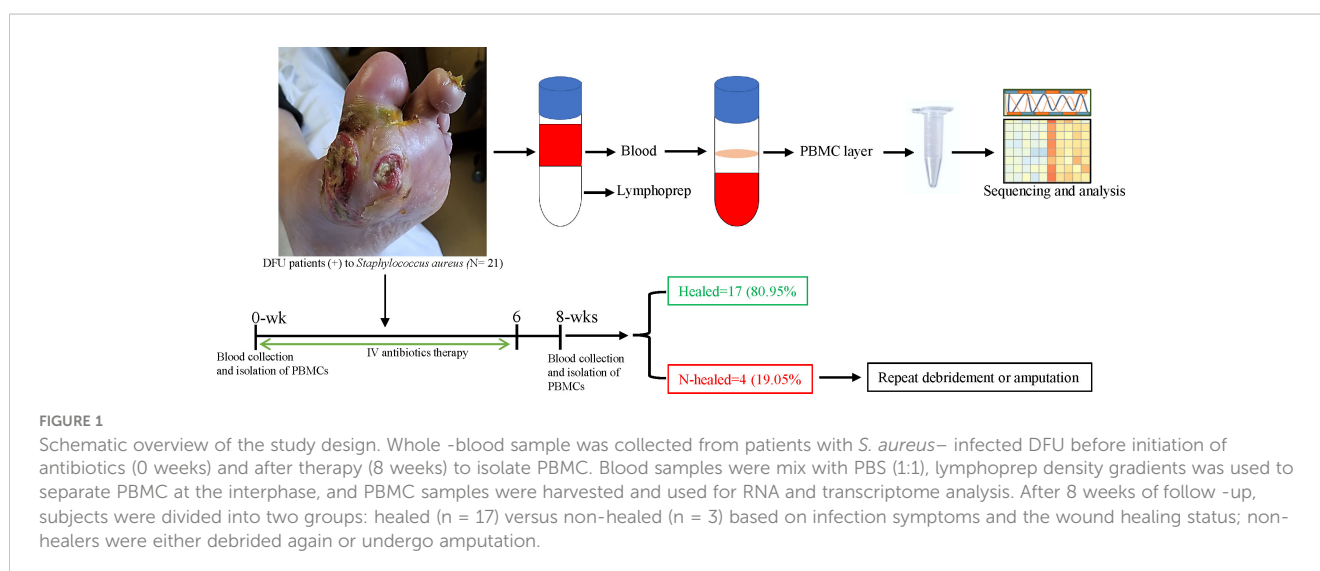 Blood
PBMC layer
Lymphoprep
Sequencing and analysis
DFU patients (+) to Staphylococcus aureus (N= 21)
0-wk
6
8-wks
IV antibiotics therapy
Blood collection
and isolation of PBMCs
Blood collection
and isolation of
PBMCs
Healed=17 (80.95%
N-healed=4 (19.05%
Repeat debridement or amputation
FIGURE 1
Schematic overview of the study design. Whole -blood sample was collected from patients with S. aureus– infected DFU before initiation of
antibiotics (0 weeks) and after therapy (8 weeks) to isolate PBMC. Blood samples were mix with PBS (1:1), lymphoprep density gradients was used to
separate PBMC at the interphase, and PBMC samples were harvested and used for RNA and transcriptome analysis. After 8 weeks of follow -up,
subjects were divided into two groups: healed (n = 17) versus non-healed (n = 3) based on infection symptoms and the wound healing status; non-
healers were either debrided again or undergo amputation.